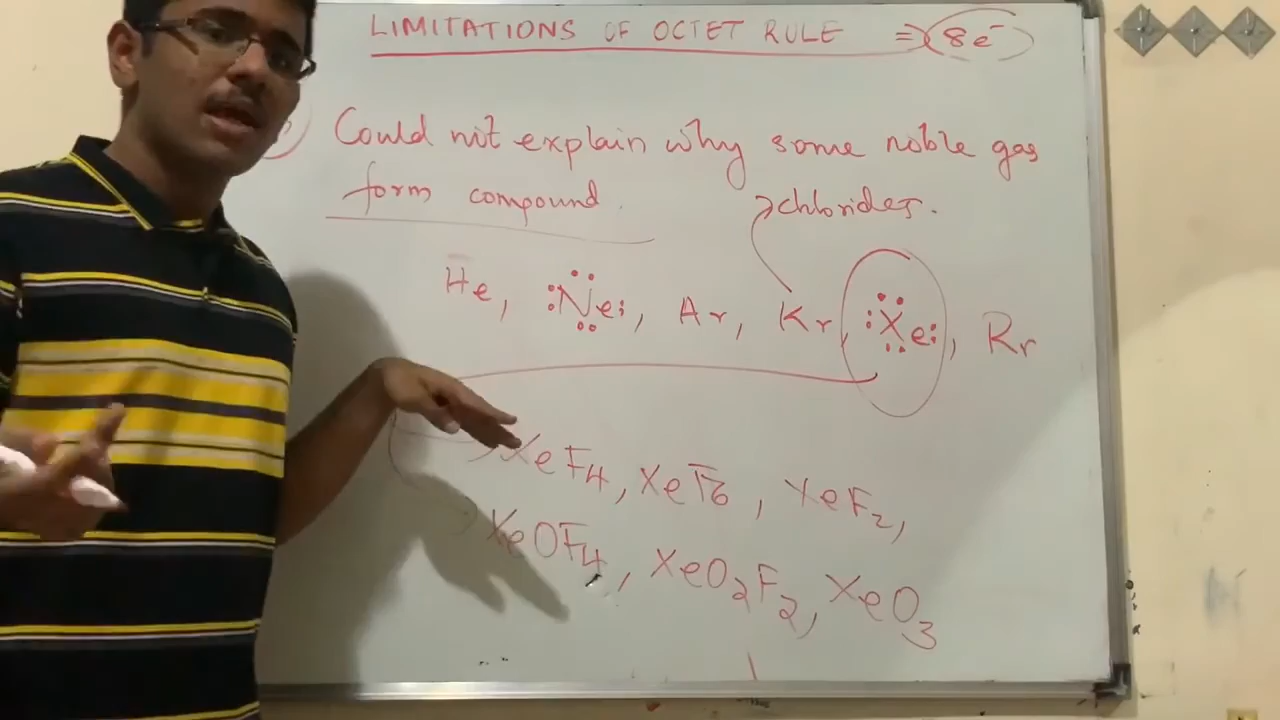 LIMITATIONS OF OCTET RULE ⇒ 8e⁻
Could not explain why some noble gas
form compound.
chlorides.
He, Ne, Ar, Kr, Xe, Rr
XeF4, XeF6, XeF2,
XeOF4, XeO2F2, XeO3